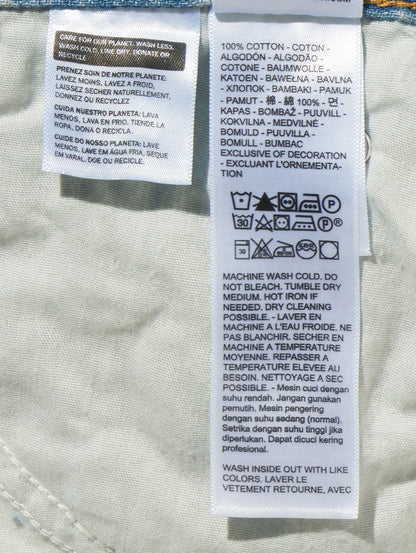 CARE FOR OUR PLANET: WASH LESS,
WASH COLD, LINE DRY, DONATE OR
RECYCLE
PRENEZ SOIN DE NOTRE PLANETE:
LAVEZ MOINS, LAVEZ A FROID,
LAISSEZ SECHER NATURELLEMENT,
DONNEZ OU RECYCLEZ
CUIDA NUESTRO PLANETA: LAVA
MENOS, LAVA EN FRIO, TIENDE LA
ROPA, DONA O RECICLA.
CUIDE DO NOSSO PLANETA: LAVE
MENOS, LAVE EM ÁGUA FRIA, SEQUE
EM VARAL, DOE OU RECICLE.
100% COTTON - COTON -
ALGODÓN - ALGODÃO -
COTONE - BAUMWOLLE -
KATOEN - BAWEŁNA - BAVLNA
- ХЛОПОК - BAMBAKI - PAMUK
- PAMUT - 棉 - 綿 100% - 면 -
KAPAS - BOMBAŽ - PUUVILL -
KOKVILNA - MEDVILNĖ -
BOMULD - PUUVILLA -
BOMULL - BUMBAC
EXCLUSIVE OF DECORATION
- EXCLUANT L'ORNEMENTA-
TION
P
30 P®
30
MACHINE WASH COLD. DO
NOT BLEACH. TUMBLE DRY
MEDIUM. HOT IRON IF
NEEDED. DRY CLEANING
POSSIBLE. - LAVER EN
MACHINE A L'EAU FROIDE. NE
PAS BLANCHIR. SECHER EN
MACHINE A TEMPERATURE
MOYENNE. REPASSER A
TEMPERATURE ELEVEE AU
BESOIN. NETTOYAGE A SEC
POSSIBLE. - Mesin cuci dengan
suhu rendah. Jangan gunakan
pemutih. Mesin pengering
dengan suhu sedang (normal).
Setrika dengan suhu tinggi jika
diperlukan. Dapat dicuci kering
profesional.
WASH INSIDE OUT WITH LIKE
COLORS. LAVER LE
VETEMENT RETOURNE, AVEC